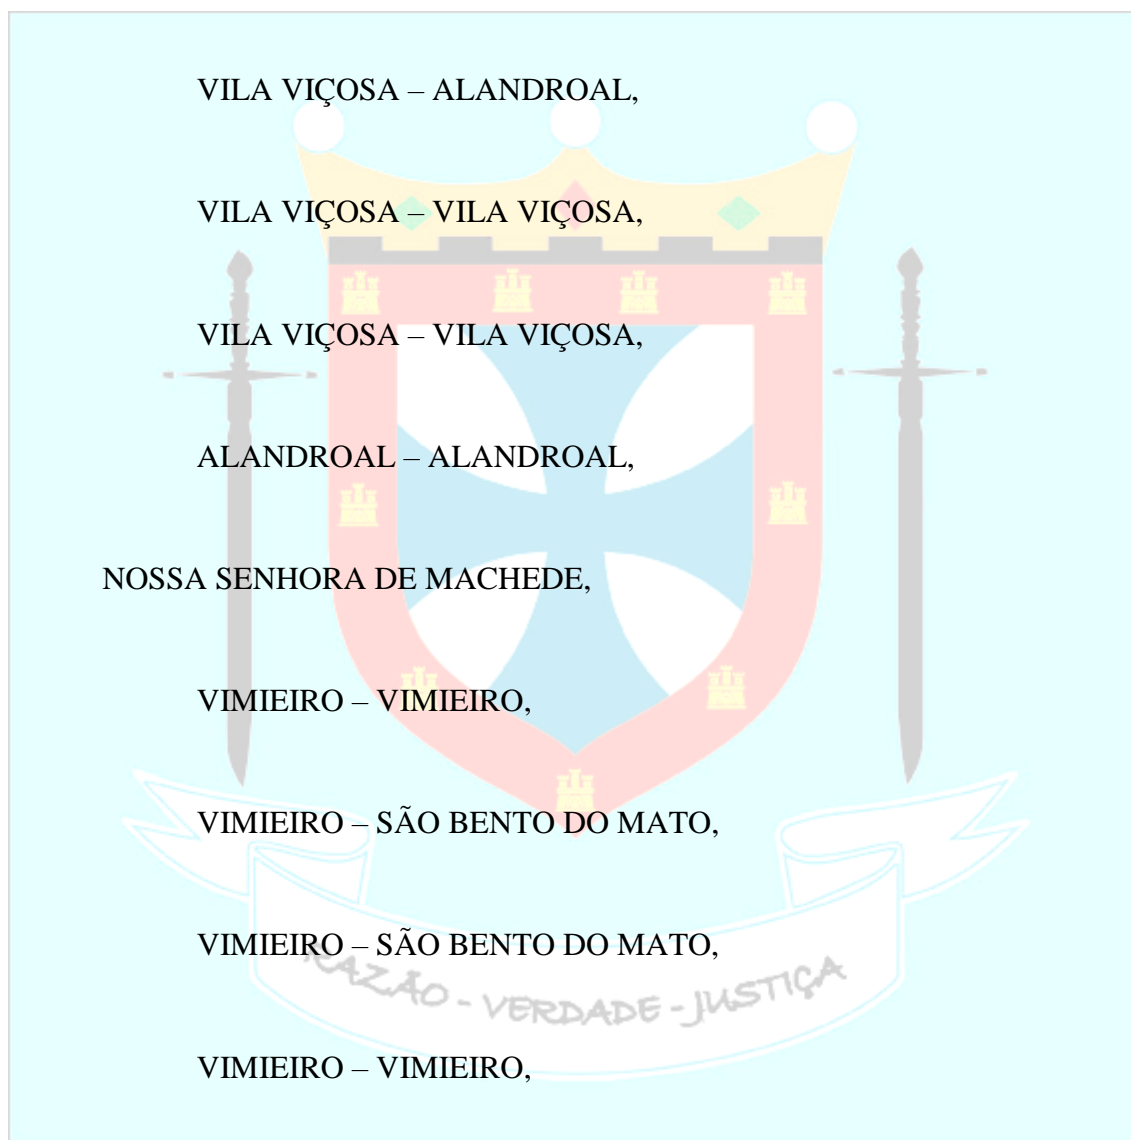 VILA VIÇOSA – ALANDROAL,
VILA VIÇOSA – VILA VIÇOSA,
VILA VIÇOSA – VILA VIÇOSA,
ALANDROAL – ALANDROAL,
NOSSA SENHORA DE MACHEDE,
VIMIEIRO – VIMIEIRO,
VIMIEIRO – SÃO BENTO DO MATO,
VIMIEIRO – SÃO BENTO DO MATO,
RAZÃO - VERDADE - JUSTIÇA
VIMIEIRO – VIMIEIRO,